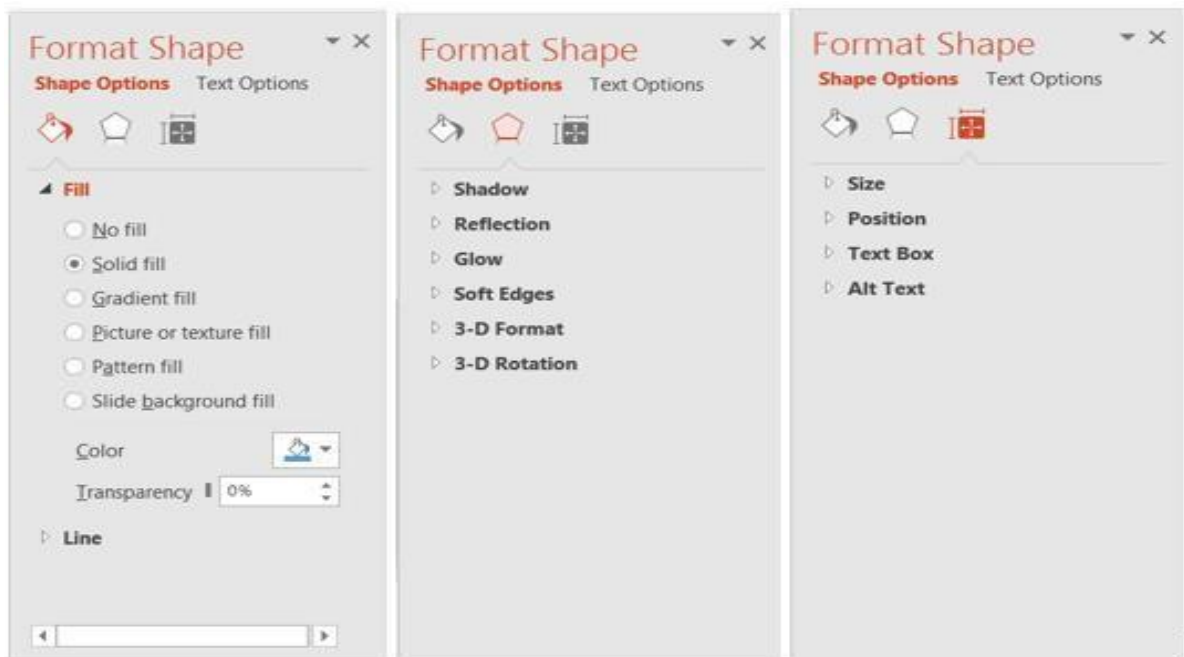 Format Shape
Shape Options Text Options
Fill
No fill
Solid fill
Gradient fill
Picture or texture fill
Pattern fill
Slide background fill
Color
Transparency 0%
Line
Format Shape
Shape Options Text Options
Shadow
Reflection
Glow
Soft Edges
3-D Format
3-D Rotation
Format Shape
Shape Options Text Options
Size
Position
Text Box
Alt Text